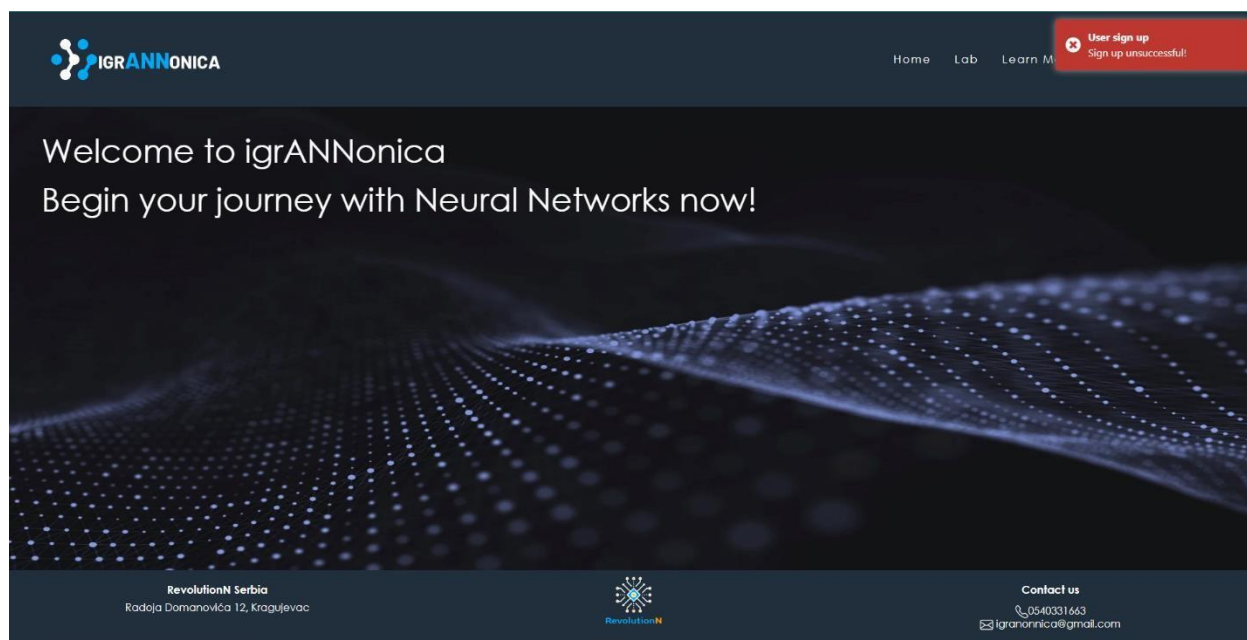 IGRANNONICA
Home Lab Learn M
User sign up
Sign up unsuccessful!
Welcome to igrANNonica
Begin your journey with Neural Networks now!
RevolutionN Serbia
Radoja Domanovića 12, Kragujevac
RevolutionN
Contact us
0540331663
igranonnica@gmail.com